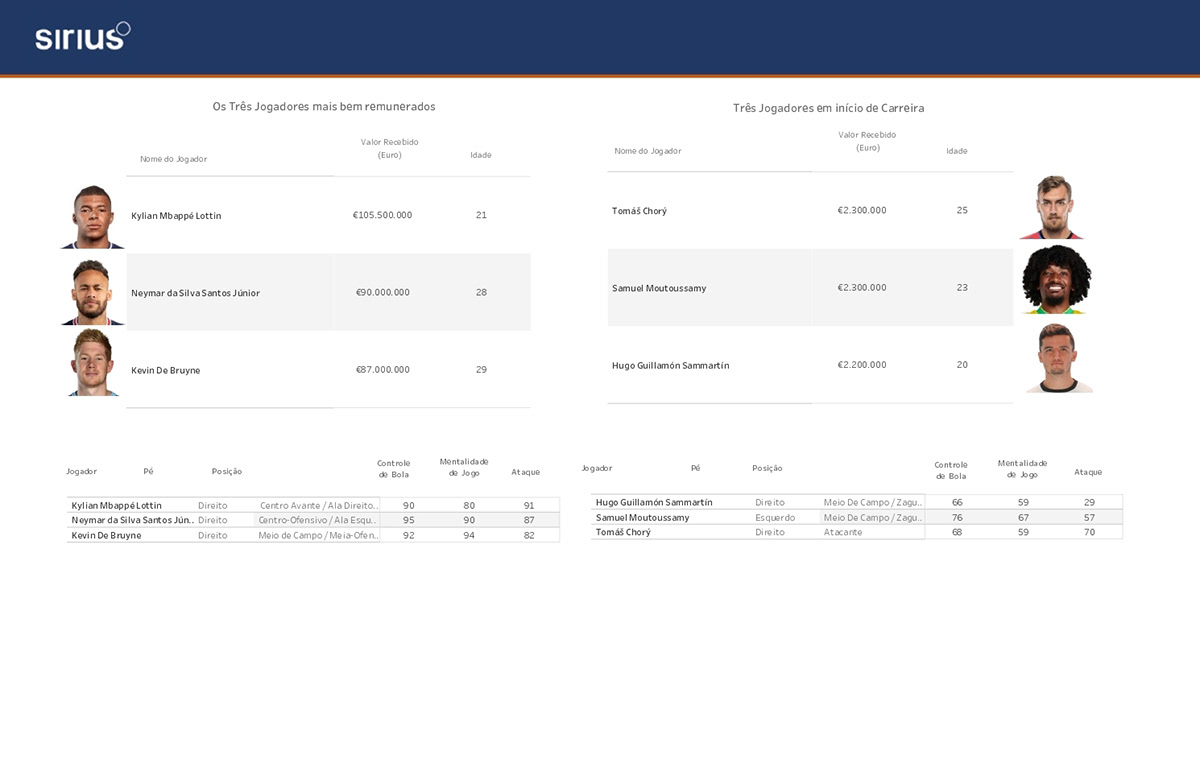 sirius
Os Três Jogadores mais bem remunerados
Nome do Jogador
Valor Recebido
(Euro)
Idade
Kylian Mbappé Lottin €105.500.000 21
Neymar da Silva Santos Júnior €90.000.000 28
Kevin De Bruyne €87.000.000 29
Três Jogadores em início de Carreira
Nome do Jogador
Valor Recebido
(Euro)
Idade
Tomáš Chorý €2.300.000 25
Samuel Moutoussamy €2.300.000 23
Hugo Guillamón Sammartín €2.200.000 20
Jogador Pé Posição
Controle
de Bola
Mentalidade
de Jogo
Ataque
Kylian Mbappé Lottin Direito Centro Avante / Ala Direito.. 90 80 91
Neymar da Silva Santos Jún.. Direito Centro-Ofensivo / Ala Esqu.. 95 90 87
Kevin De Bruyne Direito Meio de Campo / Meia-Ofen.. 92 94 82
Jogador Pé Posição
Controle
de Bola
Mentalidade
de Jogo
Ataque
Hugo Guillamón Sammartín Direito Meio De Campo / Zagu.. 66 59 29
Samuel Moutoussamy Esquerdo Meio De Campo / Zagu.. 76 67 57
Tomáš Chorý Direito Atacante 68 59 70